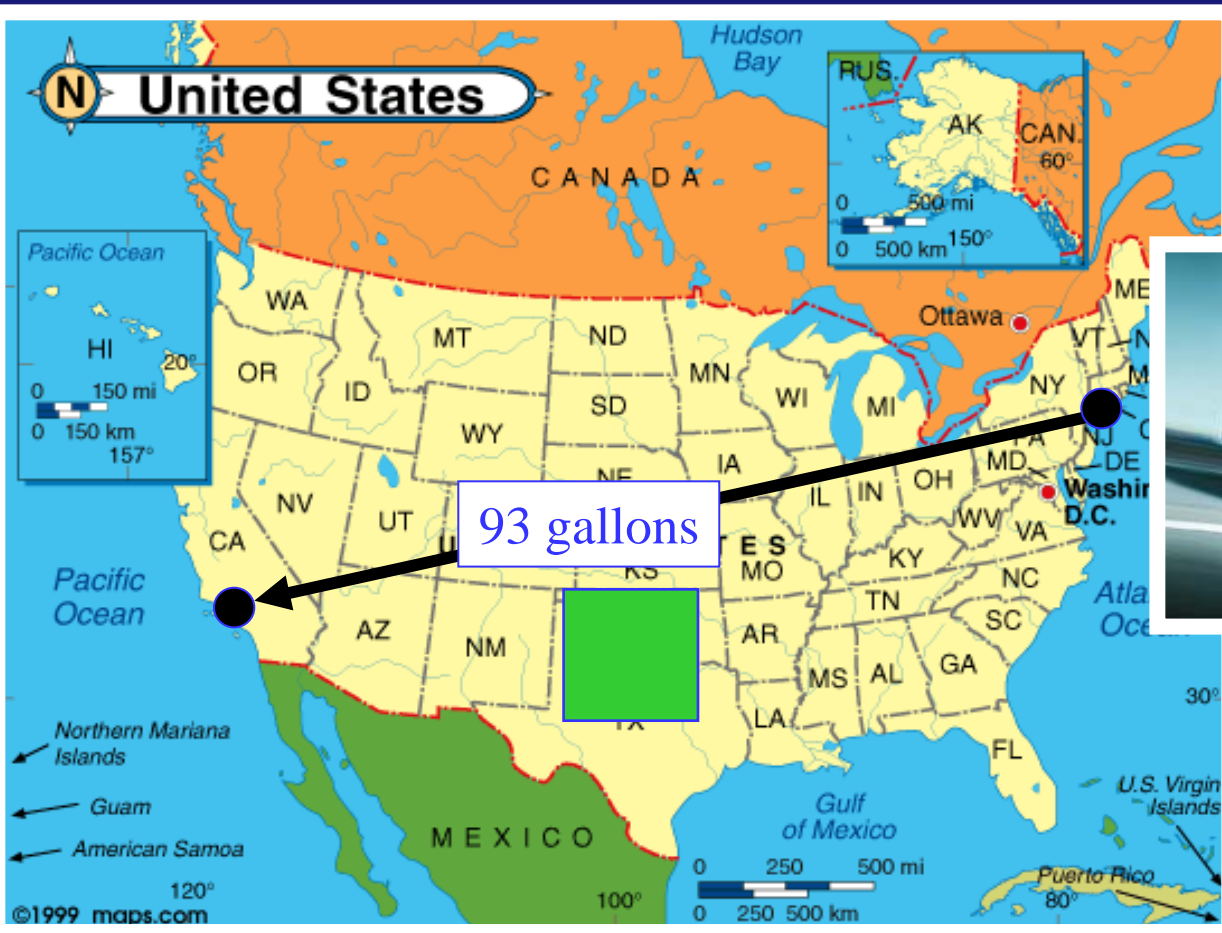 Hudson
Bay
RUS.
N
United States
AK
CAN.
60°
CANADA
0 500 mi
0 500 km
150°
Pacific Ocean
HI
20°
0 150 mi
0 150 km
157°
WA
MT
ND
MN
Ottawa
ME
VT
OR
ID
SD
WI
MI
NY
WY
NE
IA
PA
NJ
MD
DE
NV
UT
93 gallons
IL
IN
OH
Washin
D.C.
CA
U
T E S
WV
VA
KS
MO
KY
Pacific
Ocean
NC
TN
Atla
Oce
AZ
NM
AR
SC
MS
AL
GA
30°
TX
LA
Northern Mariana
Islands
FL
Guam
Gulf
of Mexico
U.S. Virgin
Islands
American Samoa
MEXICO
0 250 500 mi
0 250 500 km
Puerto Rico
120°
100°
80°
©1999 maps.com